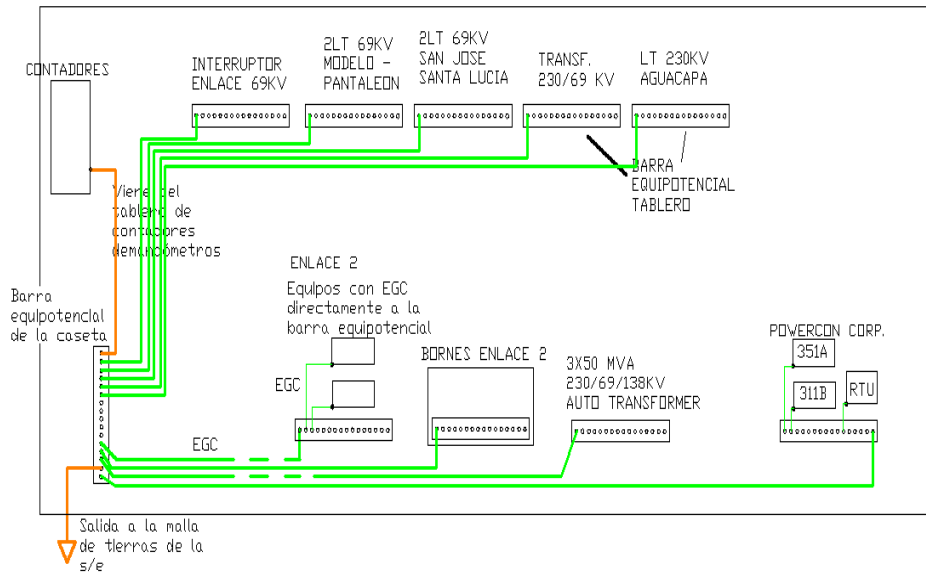 CONTADORES
INTERRUPTOR
ENLACE 69KV
2LT 69KV
MODELO -
PANTALEON
2LT 69KV
SAN JOSE
SANTA LUCIA
TRANSF.
230/69 KV
LT 230KV
AGUACAPA
Viene del
tablero de
contadores
demandómetros
BARRA
EQUIPOTENCIAL
TABLERO
Barra
equipotencial
de la caseta
ENLACE 2
Equipos con EGC
directamente a la
barra equipotencial
EGC
BORNES ENLACE 2
3X50 MVA
230/69/138KV
AUTO TRANSFORMER
POWERCON CORP.
351A
311B
RTU
EGC
Salida a la malla
de tierras de la
s/e